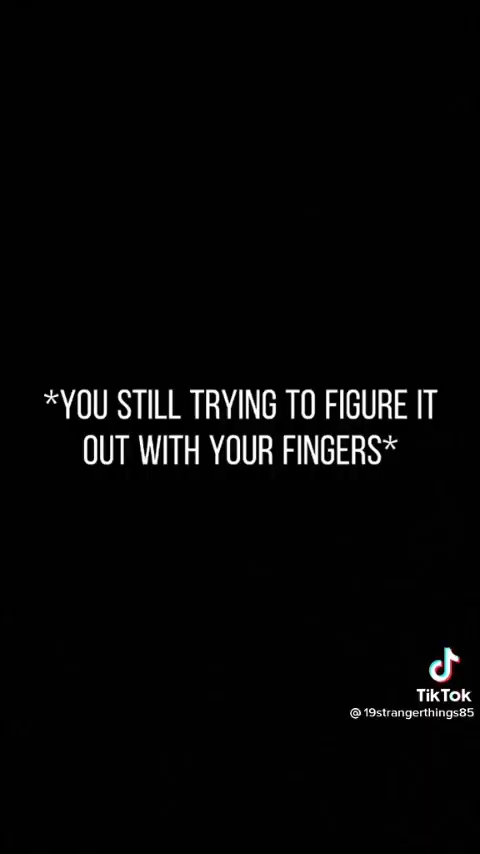 *YOU STILL TRYING TO FIGURE IT
OUT WITH YOUR FINGERS*
TikTok
@ 19strangerthings85